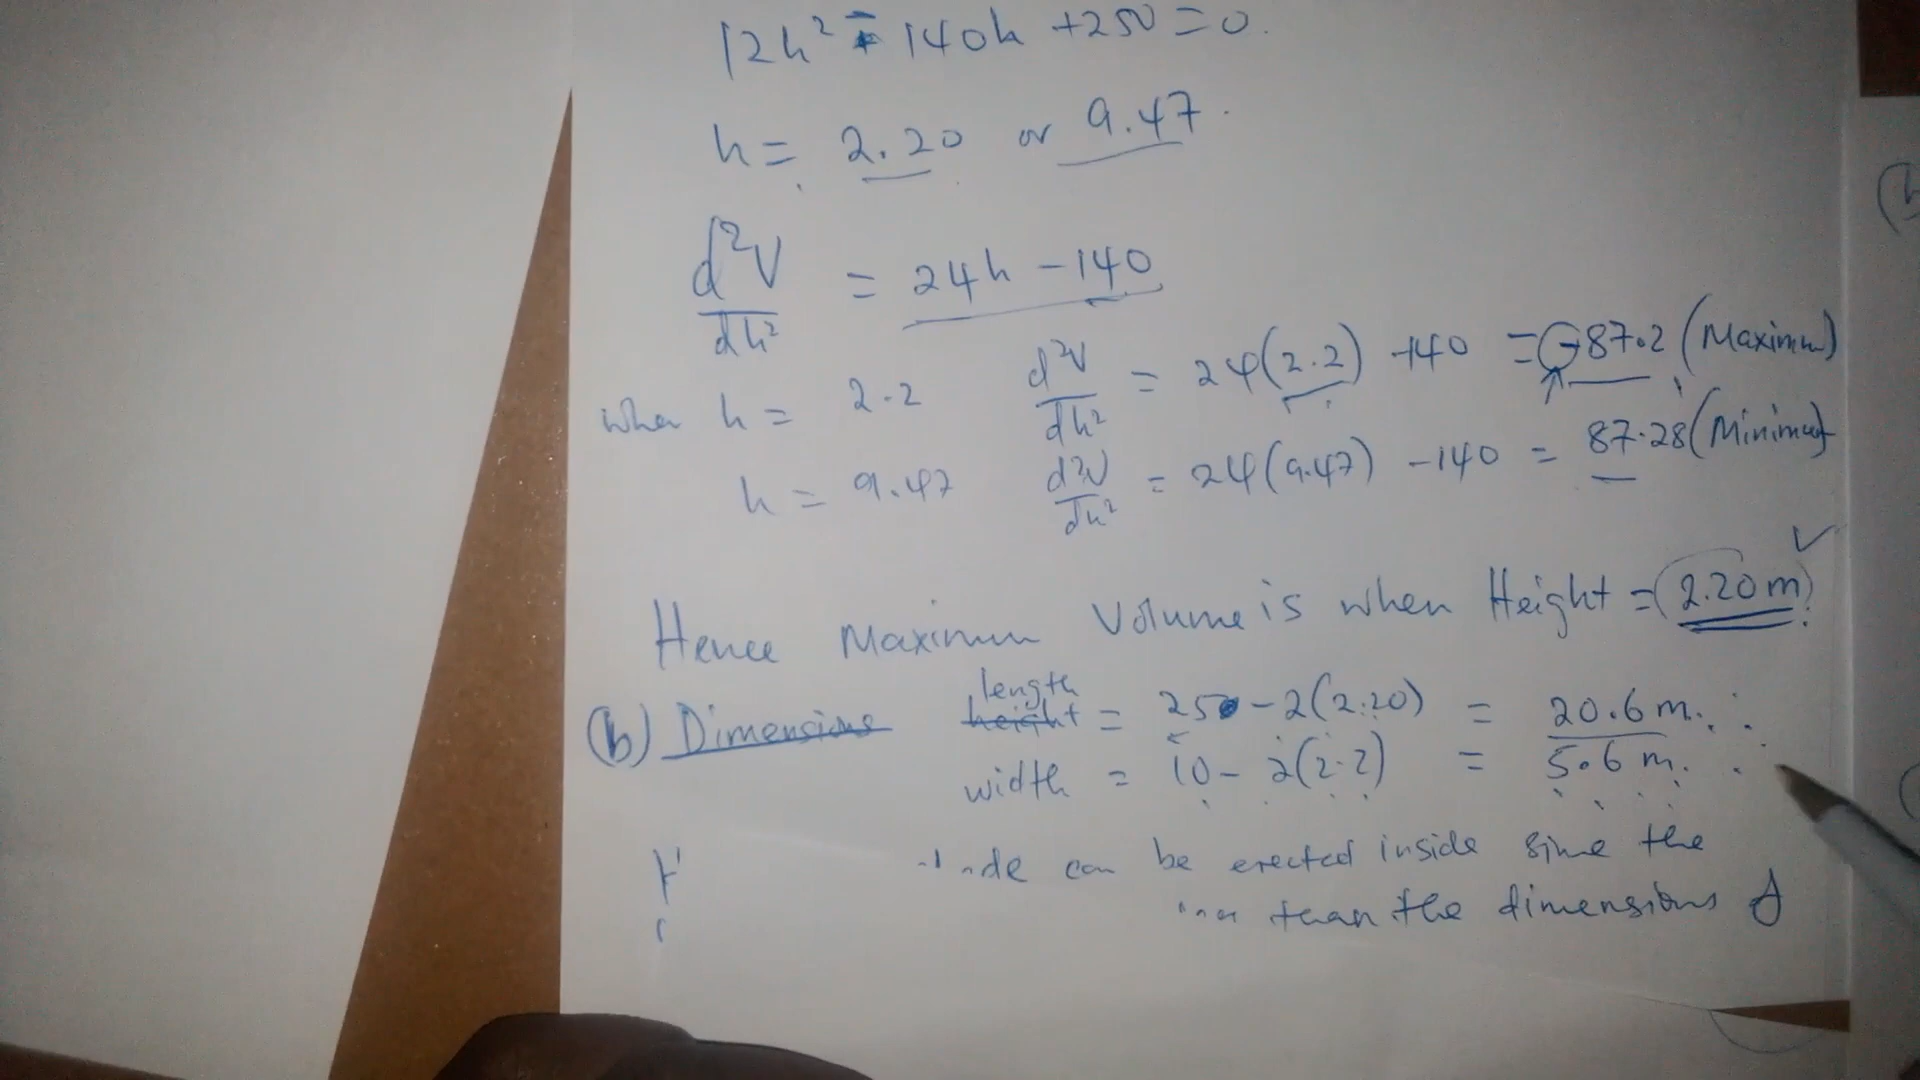 12h² - 140h + 250 = 0.
h = 2.20 or 9.47.
d²V/dh² = 24h - 140
when h = 2.2 d²V/dh² = 24(2.2) - 140 = -87.2 (Maximum)
h = 9.47 d²V/dh² = 24(9.47) - 140 = 87.28 (Minimum)
Hence Maximum Volume is when Height = 2.20m.
(b) Dimensions length = 25 - 2(2.20) = 20.6 m.
width = 10 - 2(2.2) = 5.6 m.
can be erected inside since the
than the dimensions of